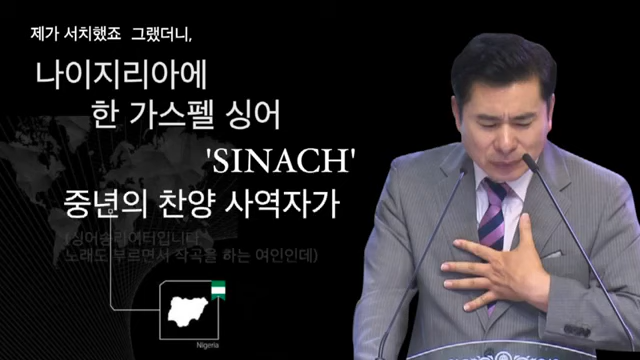 제가 서치했죠 그랬더니,
나이지리아에
한 가스펠 싱어
'SINACH'
중년의 찬양 사역자가
(싱어송라이터입니다
노래도 부르면서 작곡을 하는 여인인데)
Nigeria